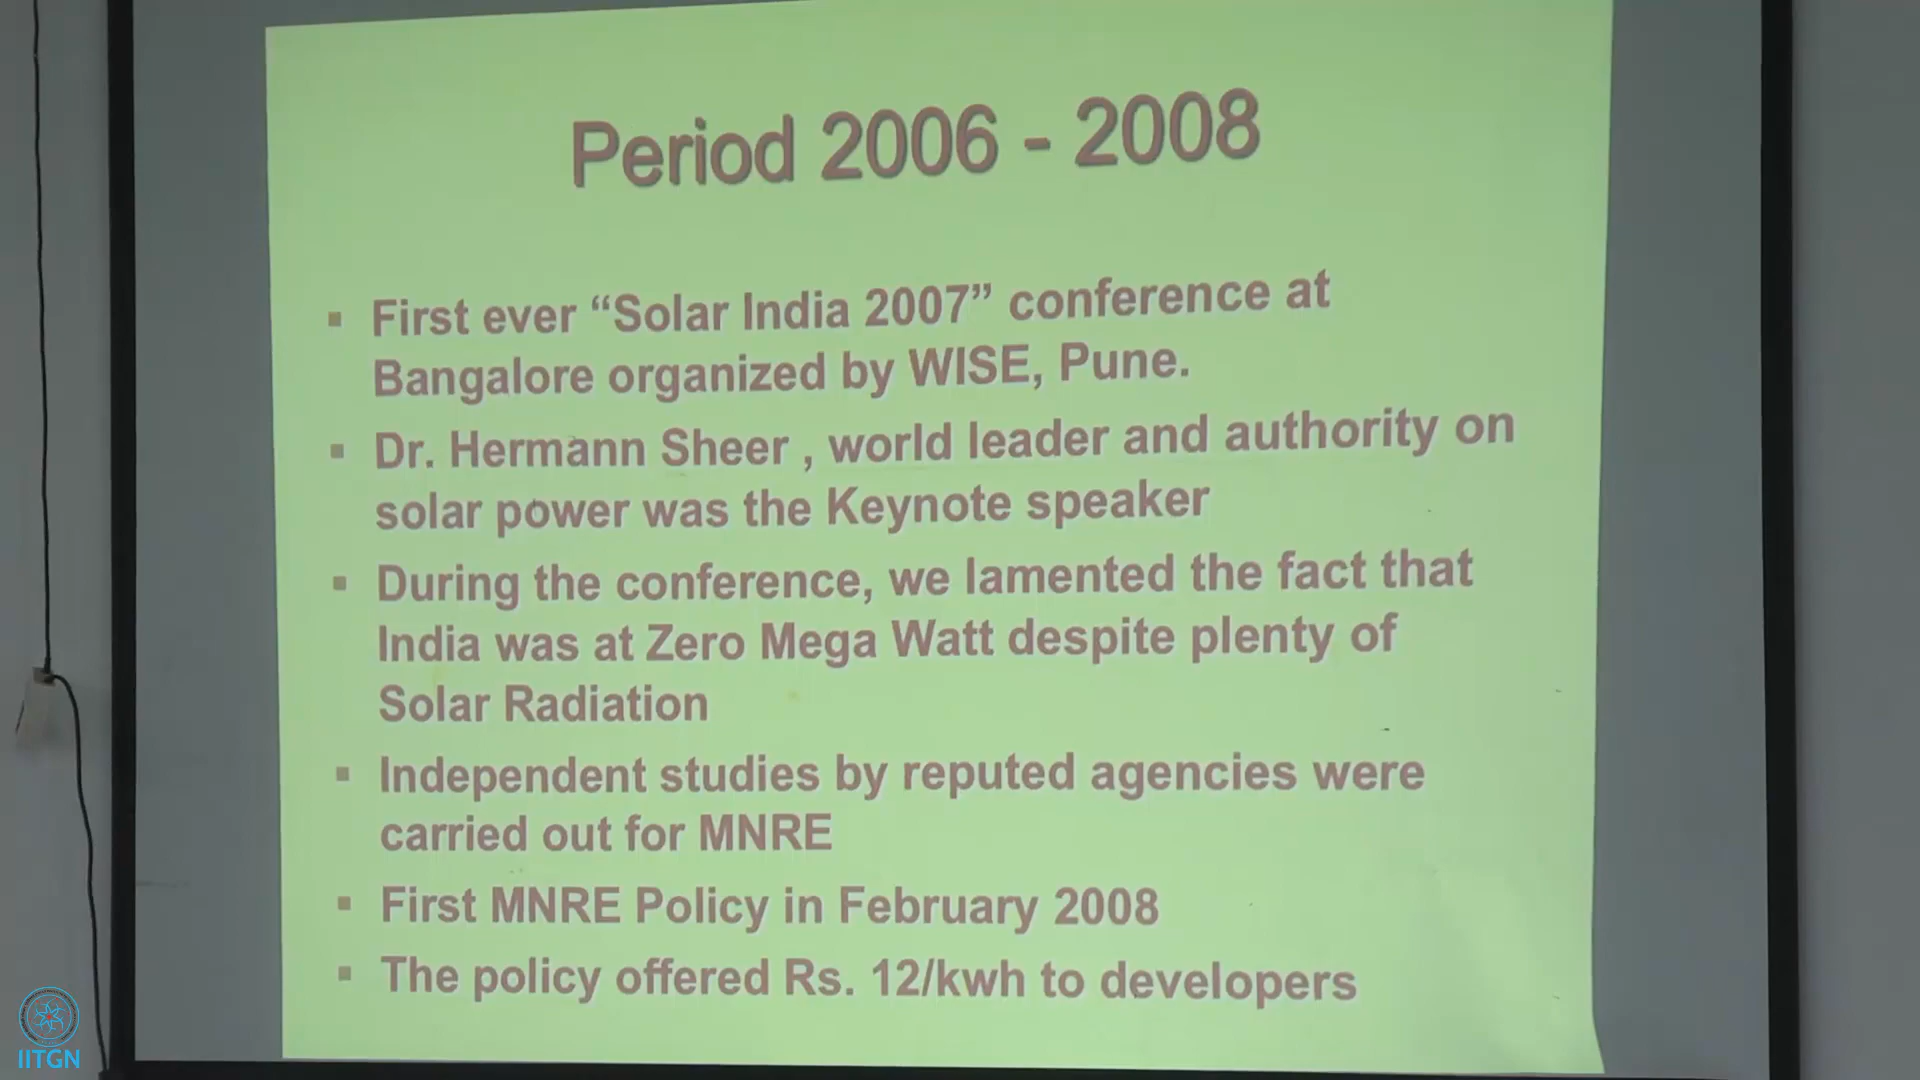 Period 2006 - 2008
▪ First ever “Solar India 2007” conference at
Bangalore organized by WISE, Pune.
▪ Dr. Hermann Sheer , world leader and authority on
solar power was the Keynote speaker
▪ During the conference, we lamented the fact that
India was at Zero Mega Watt despite plenty of
Solar Radiation
▪ Independent studies by reputed agencies were
carried out for MNRE
▪ First MNRE Policy in February 2008
▪ The policy offered Rs. 12/kwh to developers
IITGN